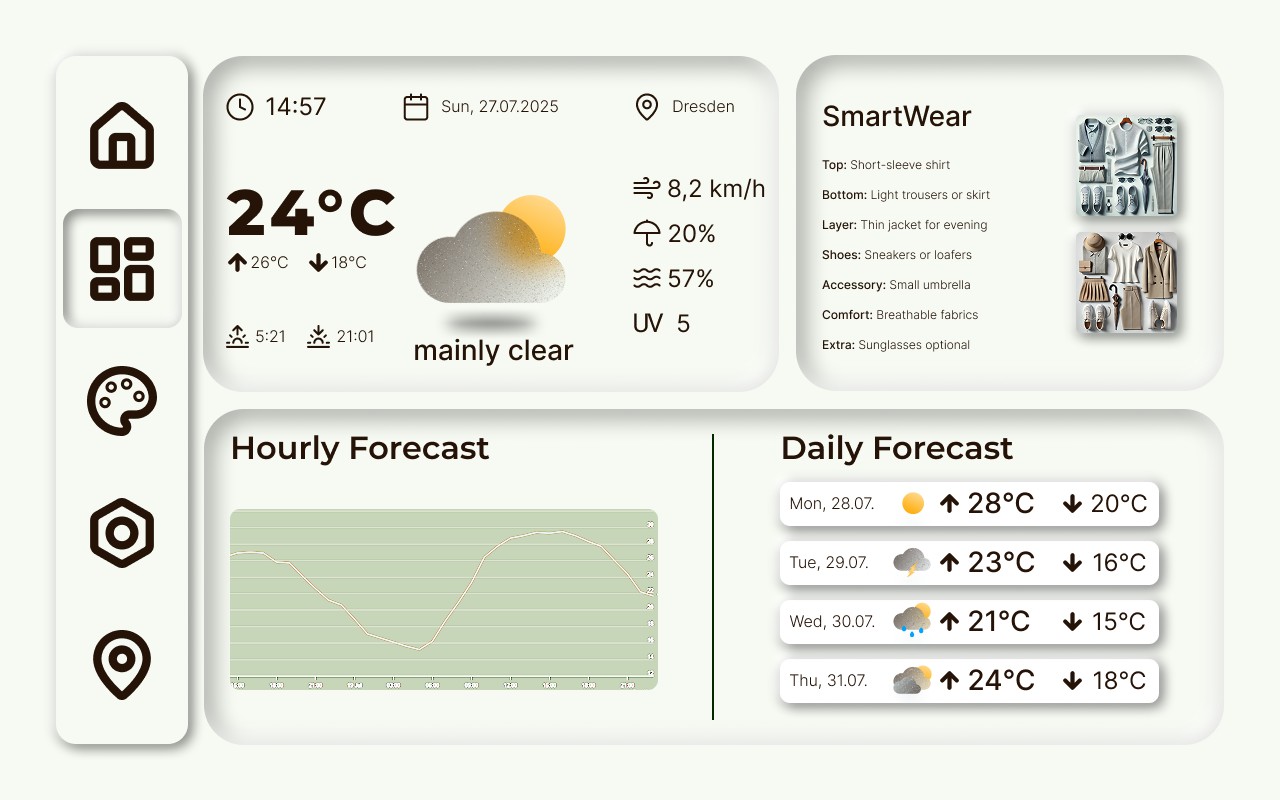 14:57
Sun, 27.07.2025
Dresden
24°C
26°C
18°C
5:21
21:01
mainly clear
8,2 km/h
20%
57%
UV 5
SmartWear
Top: Short-sleeve shirt
Bottom: Light trousers or skirt
Layer: Thin jacket for evening
Shoes: Sneakers or loafers
Accessory: Small umbrella
Comfort: Breathable fabrics
Extra: Sunglasses optional
Hourly Forecast
Daily Forecast
Mon, 28.07. 28°C 20°C
Tue, 29.07. 23°C 16°C
Wed, 30.07. 21°C 15°C
Thu, 31.07. 24°C 18°C